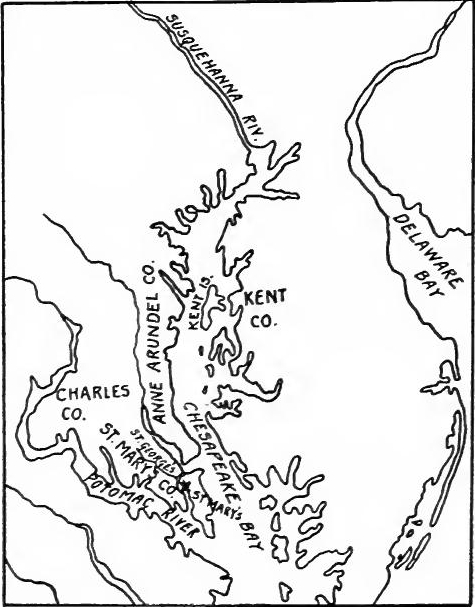 SUSQUEHANNA RIV.
DELAWARE
BAY
ANNE ARUNDEL CO.
KENT IS.
KENT
CO.
CHARLES
CO.
ST. GEORGE'S
ST. MARY'S CO.
ST MARY'S
CHESAPEAKE
BAY
POTOMAC RIVER